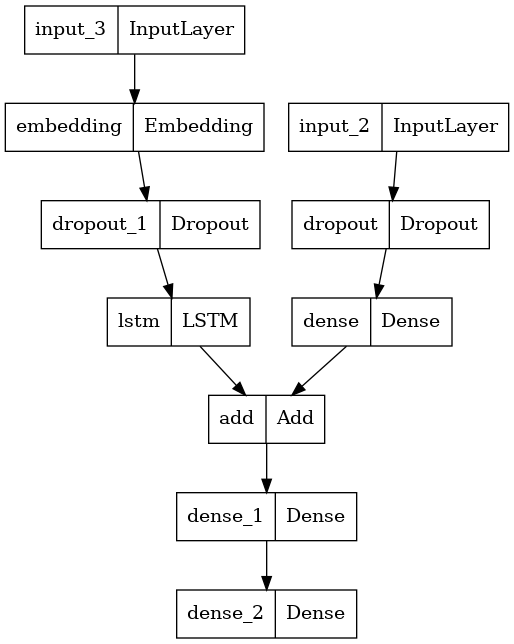 input_3 InputLayer
embedding Embedding
input_2 InputLayer
dropout_1 Dropout
dropout Dropout
lstm LSTM
dense Dense
add Add
dense_1 Dense
dense_2 Dense